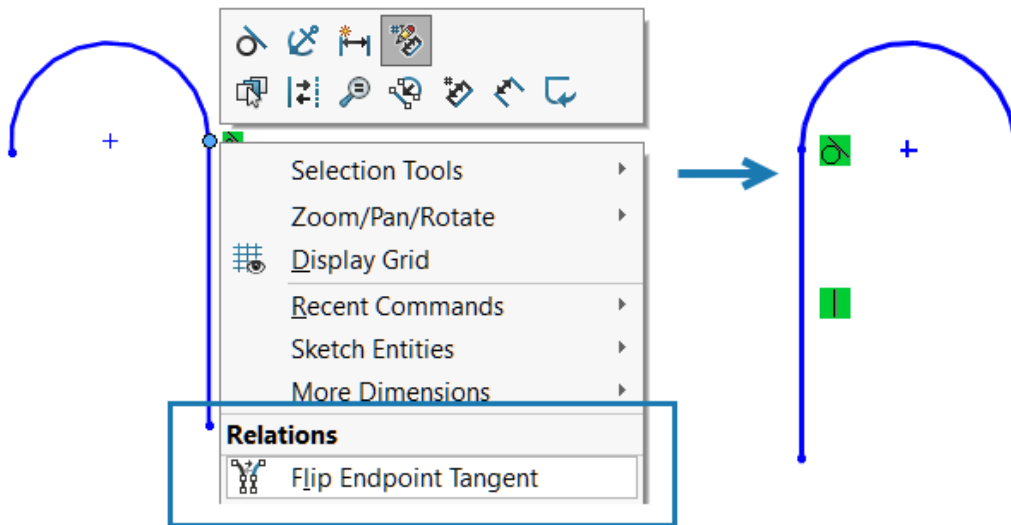 Selection Tools
Zoom/Pan/Rotate
Display Grid
Recent Commands
Sketch Entities
More Dimensions
Relations
Flip Endpoint Tangent